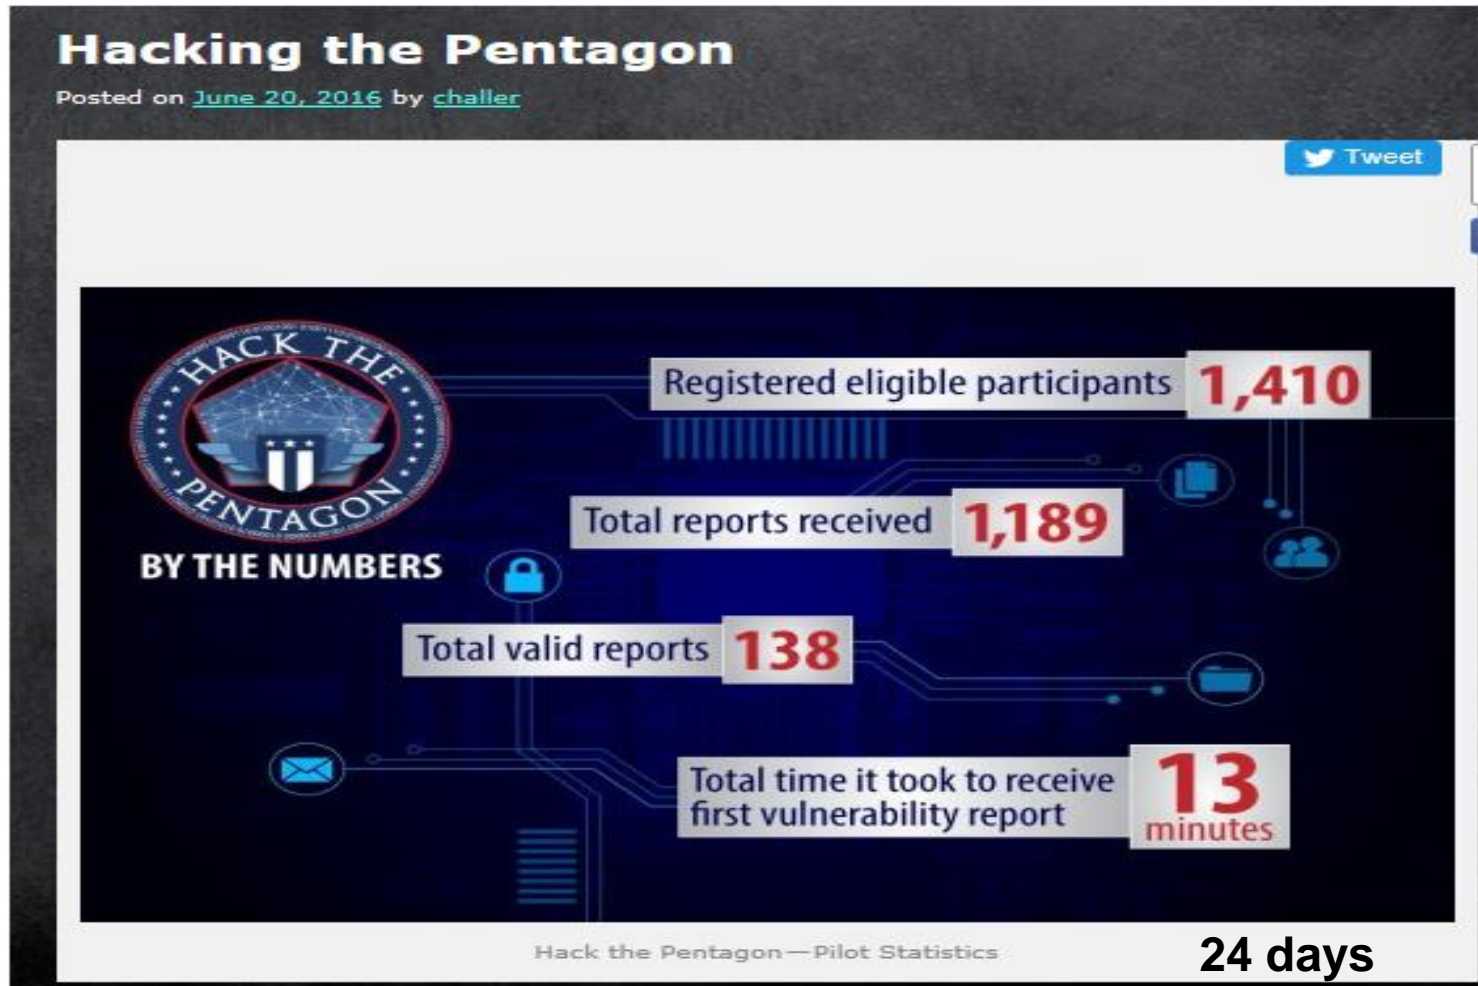 Hacking the Pentagon
Posted on June 20, 2016 by challer
Tweet
HACK THE
PENTAGON
BY THE NUMBERS
Registered eligible participants 1,410
Total reports received 1,189
Total valid reports 138
Total time it took to receive
first vulnerability report
13
minutes
Hack the Pentagon—Pilot Statistics
24 days